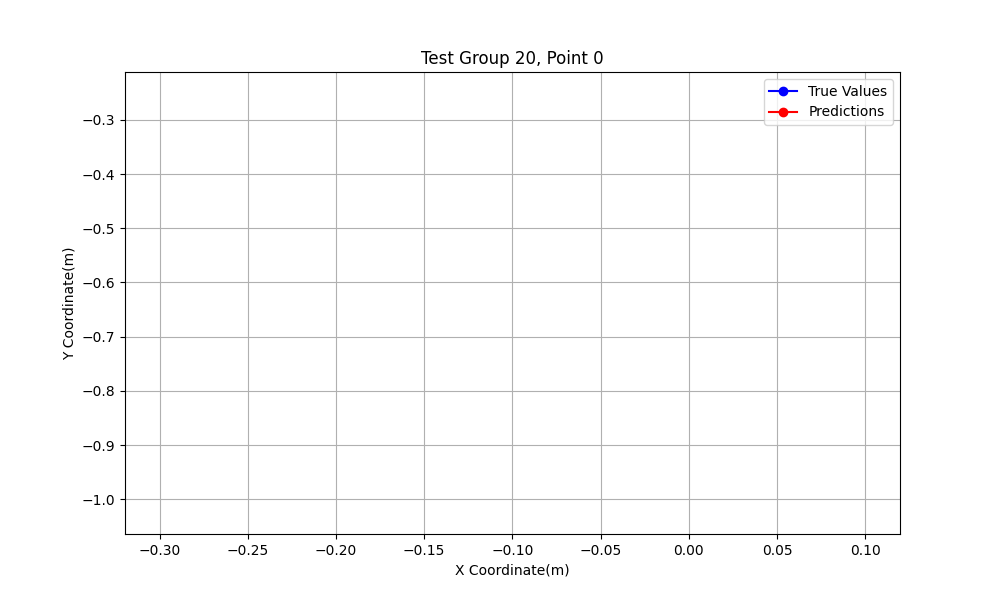 Test Group 20, Point 0
True Values
Predictions
−0.3
−0.4
−0.5
−0.6
−0.7
−0.8
−0.9
−1.0
Y Coordinate(m)
−0.30 −0.25 −0.20 −0.15 −0.10 −0.05 0.00 0.05 0.10
X Coordinate(m)